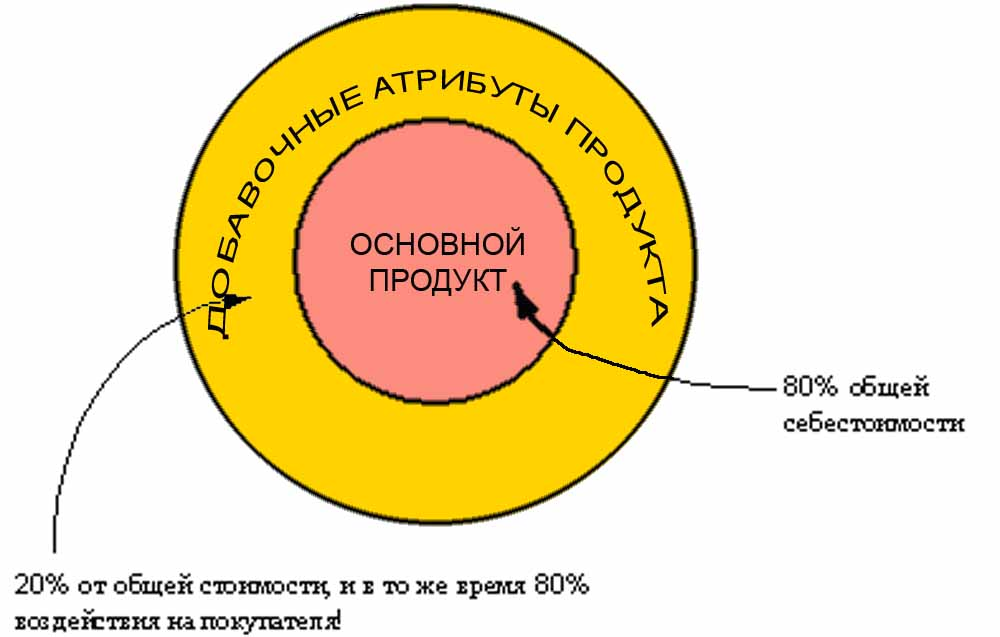 ДОБАВОЧНЫЕ АТРИБУТЫ ПРОДУКТА
ОСНОВНОЙ
ПРОДУКТ
80% общей
себестоимости
20% от общей стоимости, и в то же время 80%
воздействия на покупателя!